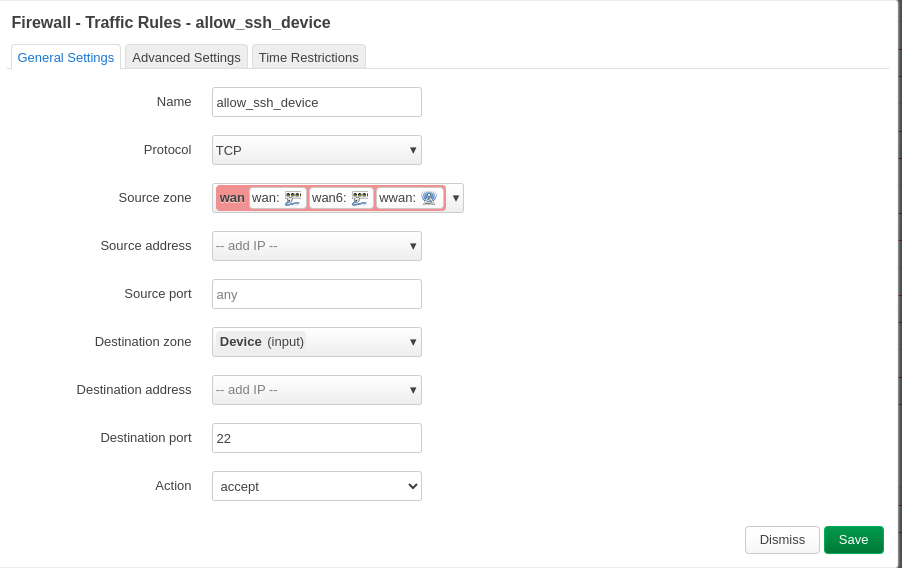 Firewall - Traffic Rules - allow_ssh_device
General Settings Advanced Settings Time Restrictions
Name allow_ssh_device
Protocol TCP
Source zone wan wan: wan6: wwan:
Source address -- add IP --
Source port any
Destination zone Device (input)
Destination address -- add IP --
Destination port 22
Action accept
Dismiss Save